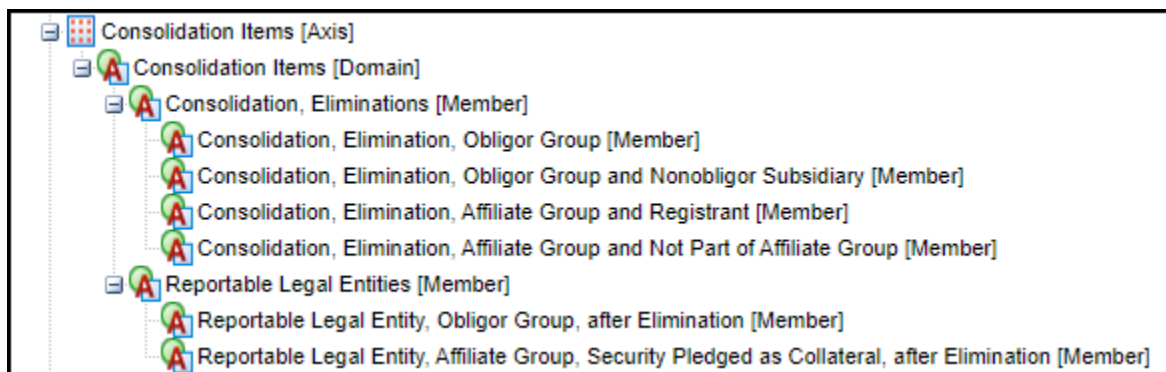 Consolidation Items [Axis]
Consolidation Items [Domain]
Consolidation, Eliminations [Member]
Consolidation, Elimination, Obligor Group [Member]
Consolidation, Elimination, Obligor Group and Nonobligor Subsidiary [Member]
Consolidation, Elimination, Affiliate Group and Registrant [Member]
Consolidation, Elimination, Affiliate Group and Not Part of Affiliate Group [Member]
Reportable Legal Entities [Member]
Reportable Legal Entity, Obligor Group, after Elimination [Member]
Reportable Legal Entity, Affiliate Group, Security Pledged as Collateral, after Elimination [Member]